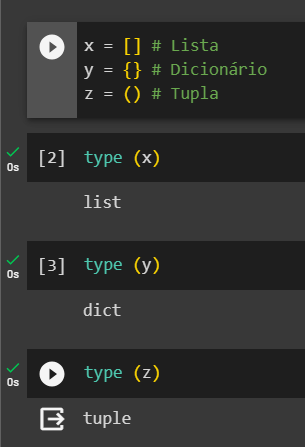 x = [] # Lista
y = {} # Dicionário
z = () # Tupla
0s
[2] type (x)
list
0s
[3] type (y)
dict
0s
type (z)
tuple